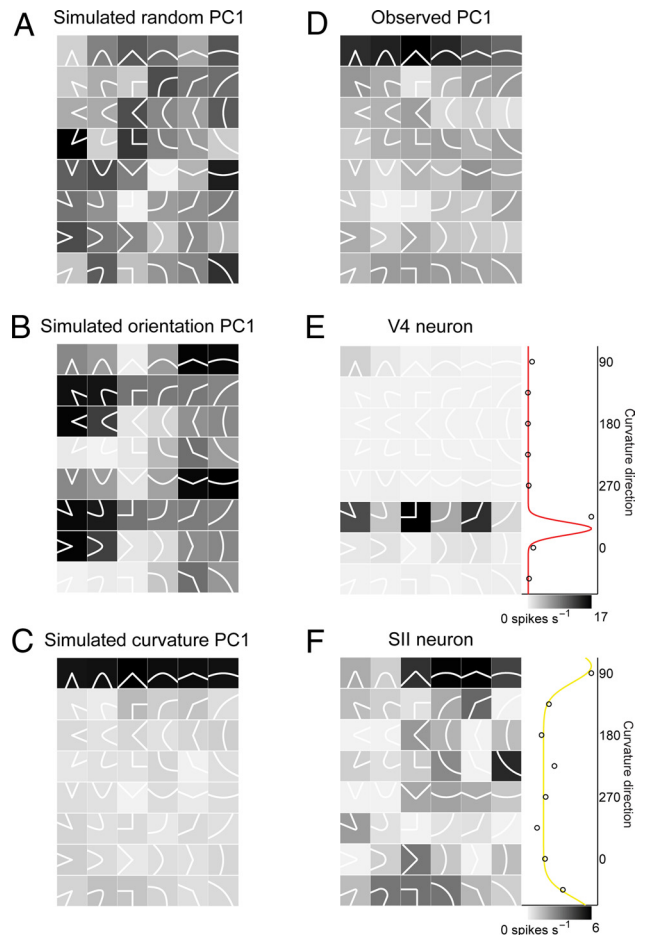 A
Simulated random PC1
D
Observed PC1
B
Simulated orientation PC1
E
V4 neuron
90
180
270
0
Curvature direction
0 spikes s⁻¹ 17
C
Simulated curvature PC1
F
SII neuron
90
180
270
0
Curvature direction
0 spikes s⁻¹ 6